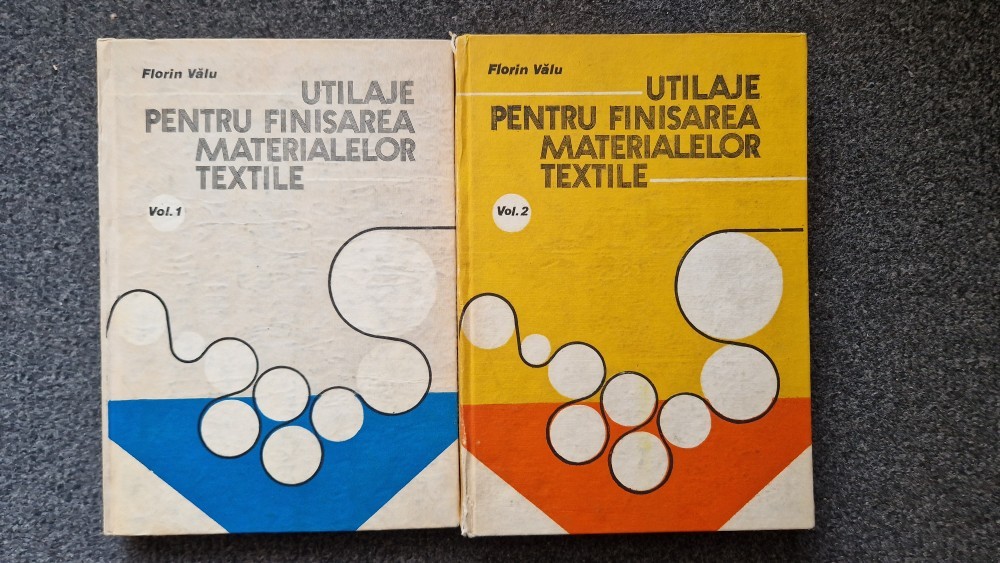 Florin Vălu
UTILAJE
PENTRU FINISAREA
MATERIALELOR
TEXTILE
Vol. 1
Florin Vălu
UTILAJE
PENTRU FINISAREA
MATERIALELOR
TEXTILE
Vol. 2